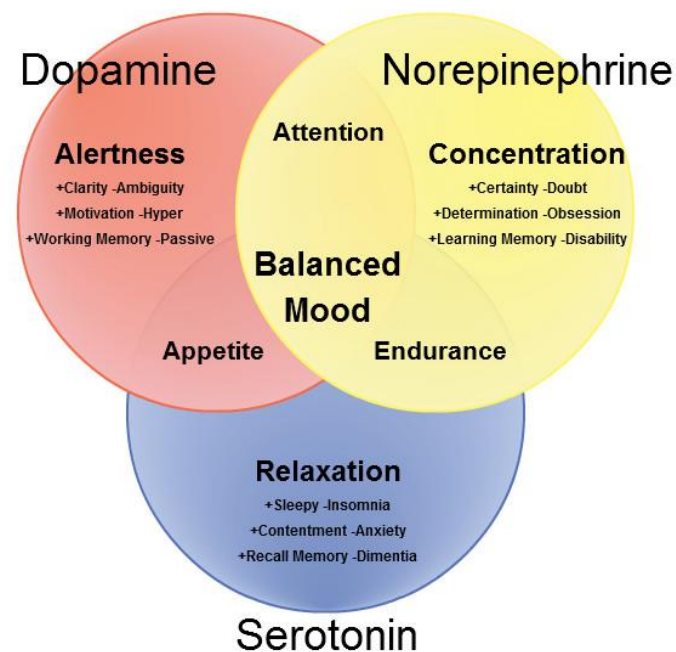 Dopamine
Norepinephrine
Attention
Alertness
+Clarity -Ambiguity
+Motivation -Hyper
+Working Memory -Passive
Concentration
+Certainty -Doubt
+Determination -Obsession
+Learning Memory -Disability
Balanced
Mood
Appetite
Endurance
Relaxation
+Sleepy -Insomnia
+Contentment -Anxiety
+Recall Memory -Dimentia
Serotonin